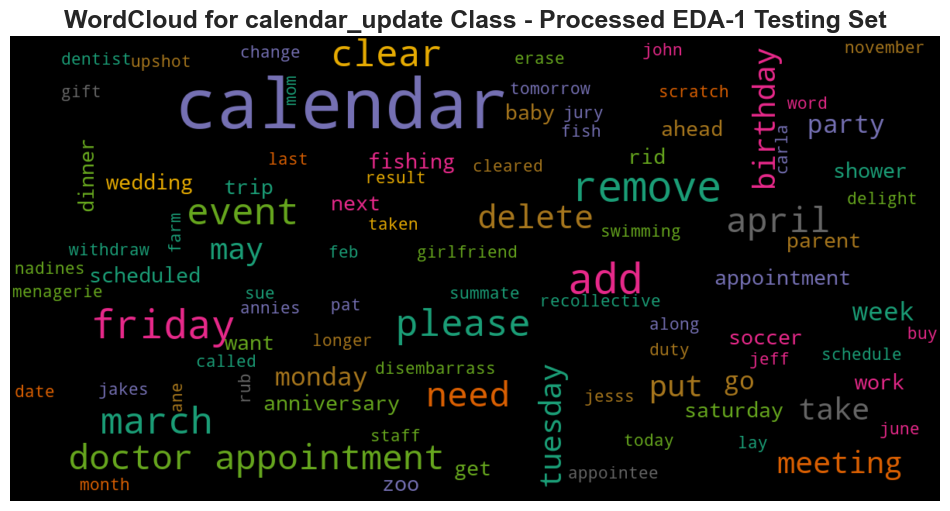 WordCloud for calendar_update Class - Processed EDA-1 Testing Set
dentist upshot change clear erase john november
gift calendar mom tomorrow scratch birthday word
baby jury fish ahead carla party
dinner last fishing cleared rid shower
wedding trip result remove delight
event next taken delete swimming april
farm withdraw may feb girlfriend parent
nadines scheduled add appointment
menagerie sue annies pat summate recollective
friday want longer please along soccer week buy
called disembarrass duty jeff schedule
date jakes ane rub monday need tuesday jesss put go work
march anniversary saturday take
staff today lay june
doctor appointment get appointee meeting
month zoo